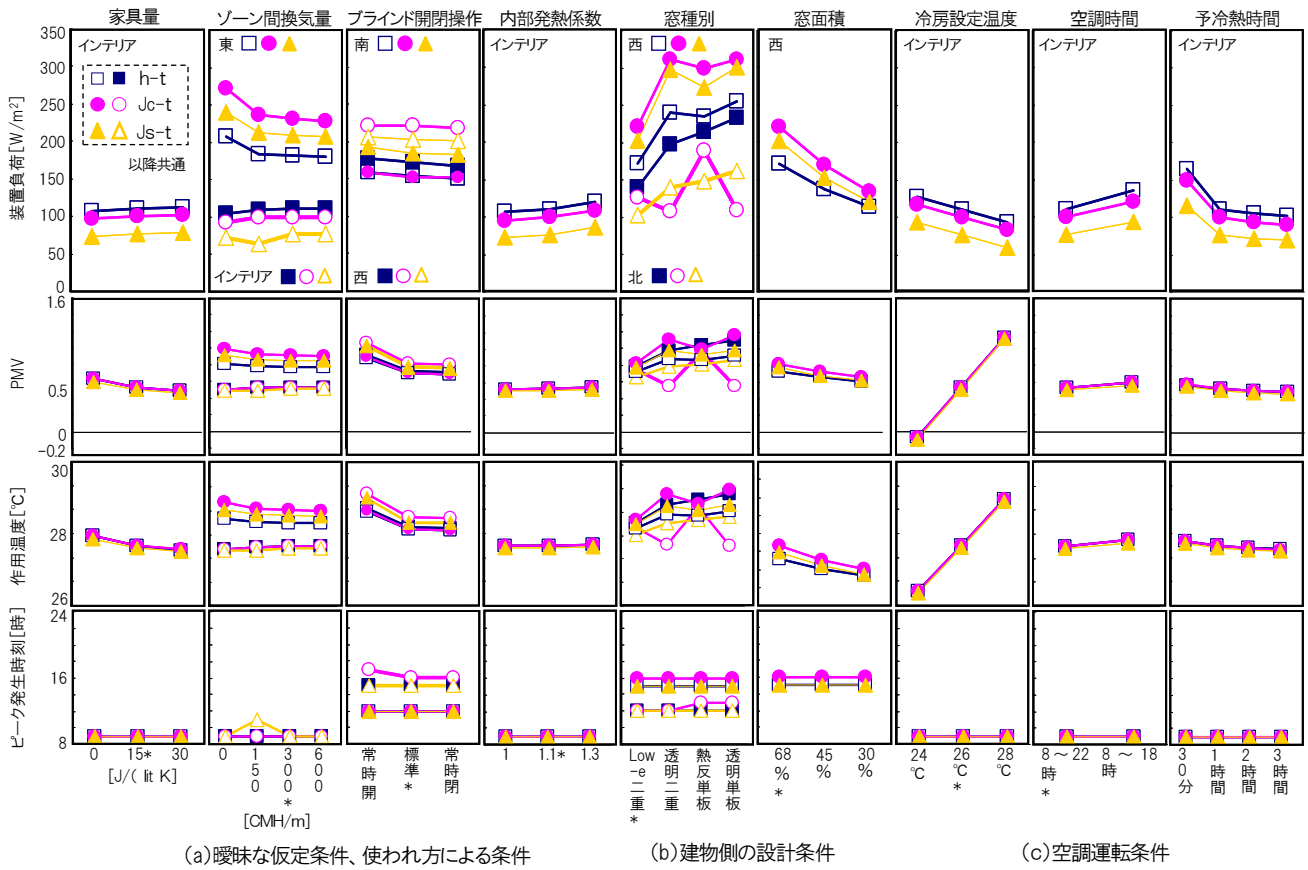 家具量
ゾーン間換気量
ブラインド開閉操作
内部発熱係数
窓種別
窓面積
冷房設定温度
空調時間
予冷熱時間
装置負荷[W/m2]
350
300
250
200
150
100
50
0
インテリア
h-t
Jc-t
Js-t
以降共通
東
インテリア
南
西
インテリア
西
北
西
インテリア
インテリア
インテリア
PMV
1.6
0.5
0
-0.2
作用温度[℃]
30
28
26
ピーク発生時刻[時]
24
16
8
0 15* 30
[J/( lit K]
0 150 300* 600
[CMH/m]
常時開 標準* 常時閉
1 1.1* 1.3
Low-e二重* 透明二重 熱反単板 透明単板
68%* 45% 30%
24℃ 26℃* 28℃
8～22時* 8～18時
30分 1時間 2時間 3時間
(a)曖昧な仮定条件、使われ方による条件
(b)建物側の設計条件
(c)空調運転条件